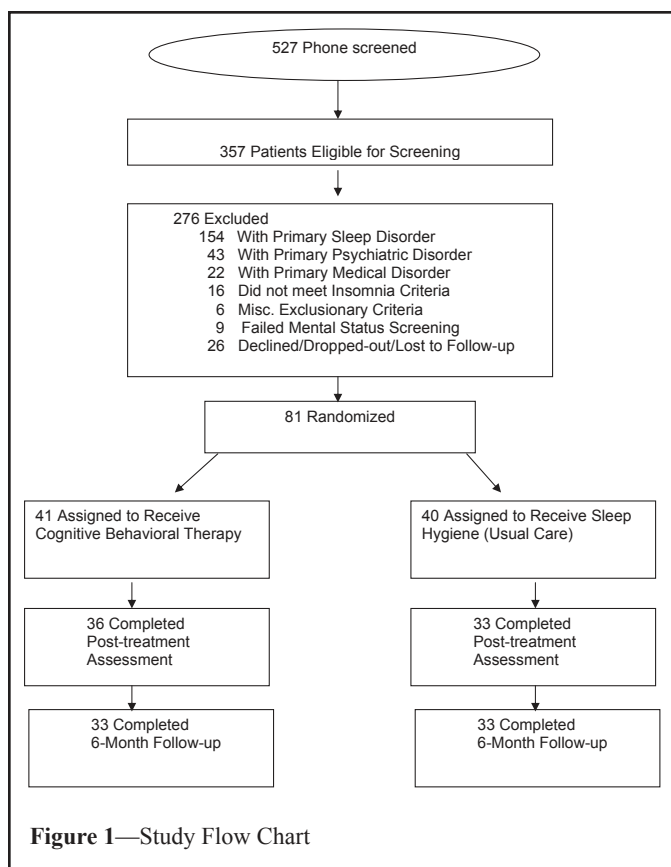 527 Phone screened
357 Patients Eligible for Screening
276 Excluded
154 With Primary Sleep Disorder
43 With Primary Psychiatric Disorder
22 With Primary Medical Disorder
16 Did not meet Insomnia Criteria
6 Misc. Exclusionary Criteria
9 Failed Mental Status Screening
26 Declined/Dropped-out/Lost to Follow-up
81 Randomized
41 Assigned to Receive
Cognitive Behavioral Therapy
40 Assigned to Receive Sleep
Hygiene (Usual Care)
36 Completed
Post-treatment
Assessment
33 Completed
Post-treatment
Assessment
33 Completed
6-Month Follow-up
33 Completed
6-Month Follow-up
Figure 1—Study Flow Chart